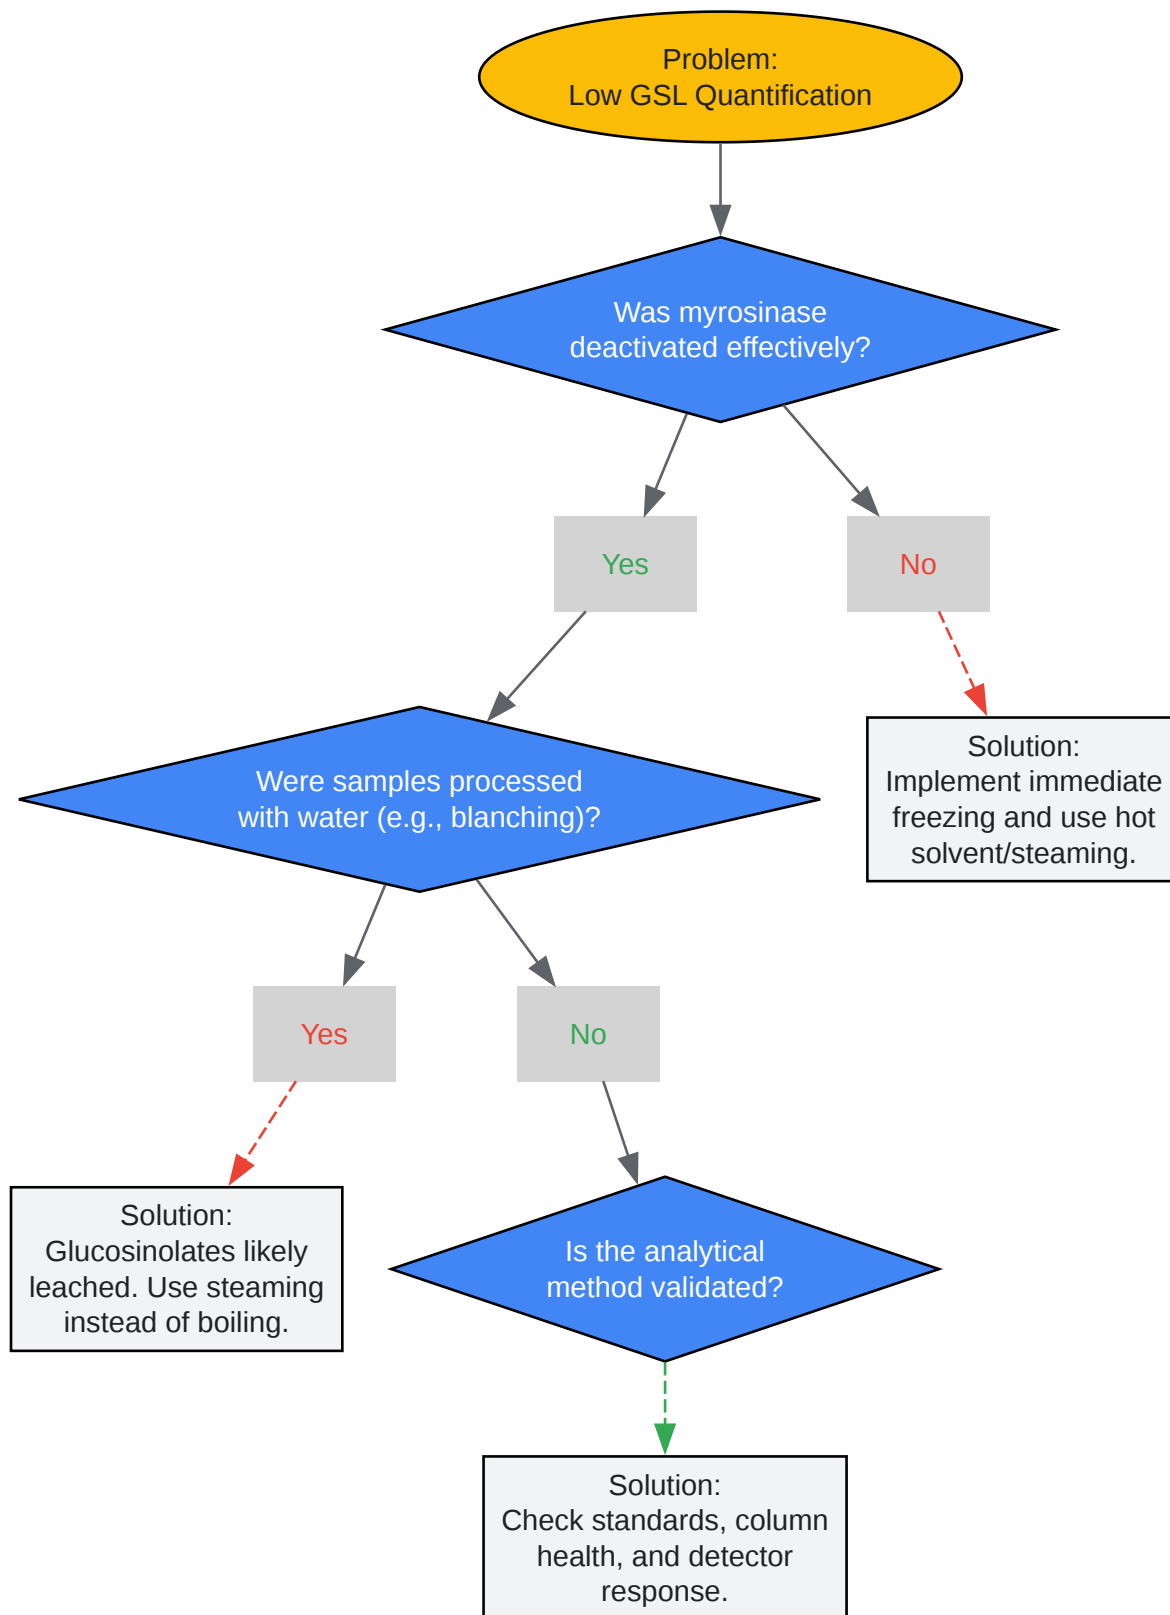 Problem:
Low GSL Quantification
Was myrosinase
deactivated effectively?
Yes
No
Solution:
Implement immediate
freezing and use hot
solvent/steaming.
Were samples processed
with water (e.g., blanching)?
Yes
No
Solution:
Glucosinolates likely
leached. Use steaming
instead of boiling.
Is the analytical
method validated?
Solution:
Check standards, column
health, and detector
response.